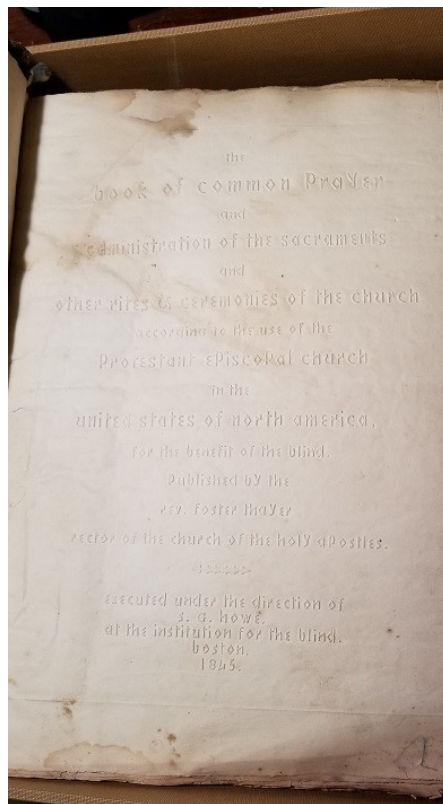 the
book of common prayer
and
administration of the sacraments
and
other rites & ceremonies of the church
according to the use of the
protestant episcopal church
in the
united states of north america,
for the benefit of the blind.
published by the
rev. foster thayer
rector of the church of the holy apostles.
executed under the direction of
s. g. howe.
at the institution for the blind.
boston.
1845.